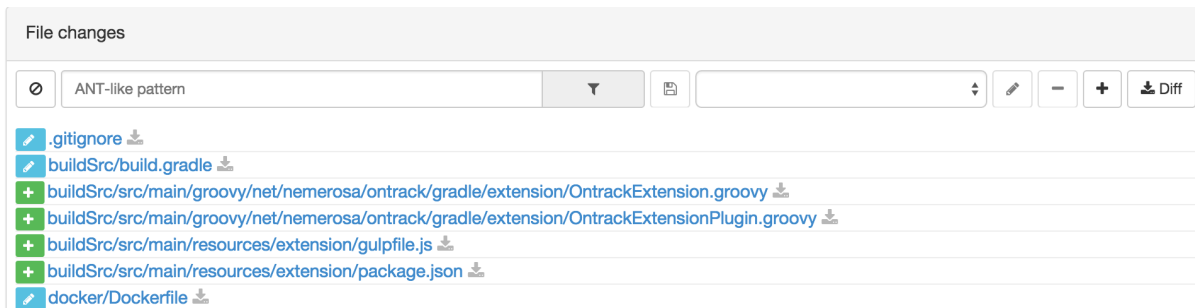 File changes
ANT-like pattern
Diff
.gitignore
buildSrc/build.gradle
buildSrc/src/main/groovy/net/nemerosa/ontrack/gradle/extension/OntrackExtension.groovy
buildSrc/src/main/groovy/net/nemerosa/ontrack/gradle/extension/OntrackExtensionPlugin.groovy
buildSrc/src/main/resources/extension/gulpfile.js
buildSrc/src/main/resources/extension/package.json
docker/Dockerfile